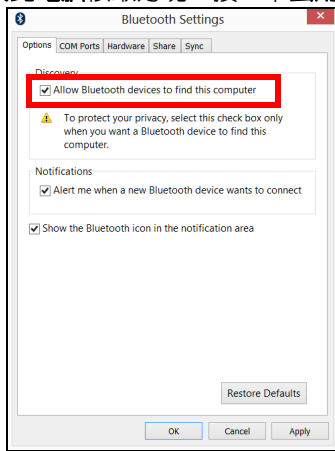 Bluetooth Settings
Options COM Ports Hardware Share Sync
Discovery
Allow Bluetooth devices to find this computer
To protect your privacy, select this check box only
when you want a Bluetooth device to find this
computer.
Notifications
Alert me when a new Bluetooth device wants to connect
Show the Bluetooth icon in the notification area
Restore Defaults
OK Cancel Apply